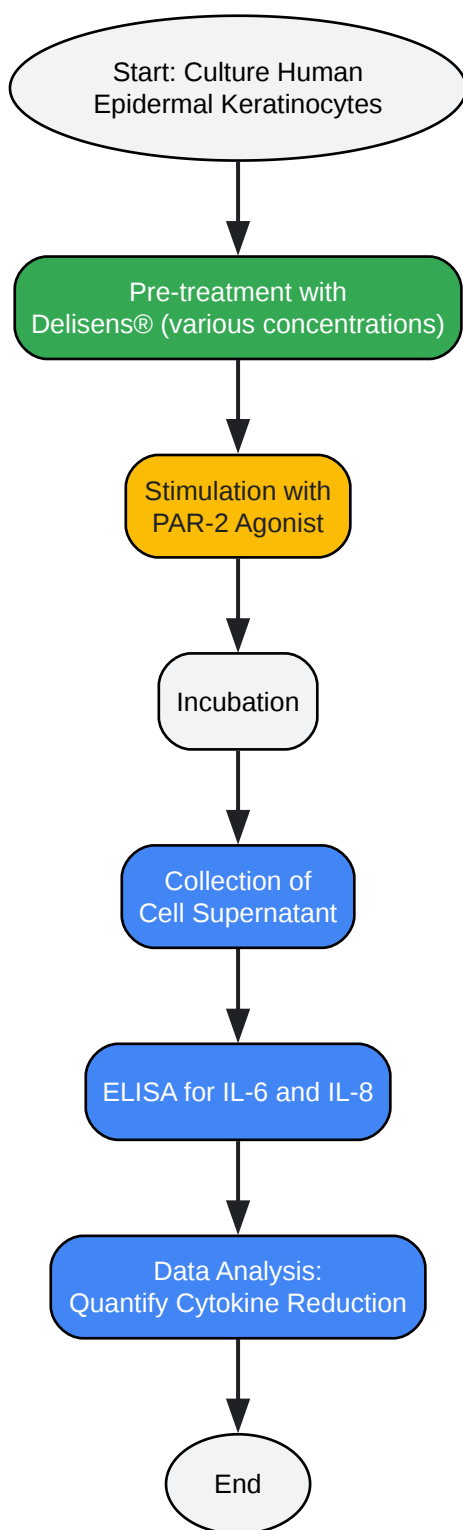 Start: Culture Human
Epidermal Keratinocytes
Pre-treatment with
Delisens® (various concentrations)
Stimulation with
PAR-2 Agonist
Incubation
Collection of
Cell Supernatant
ELISA for IL-6 and IL-8
Data Analysis:
Quantify Cytokine Reduction
End